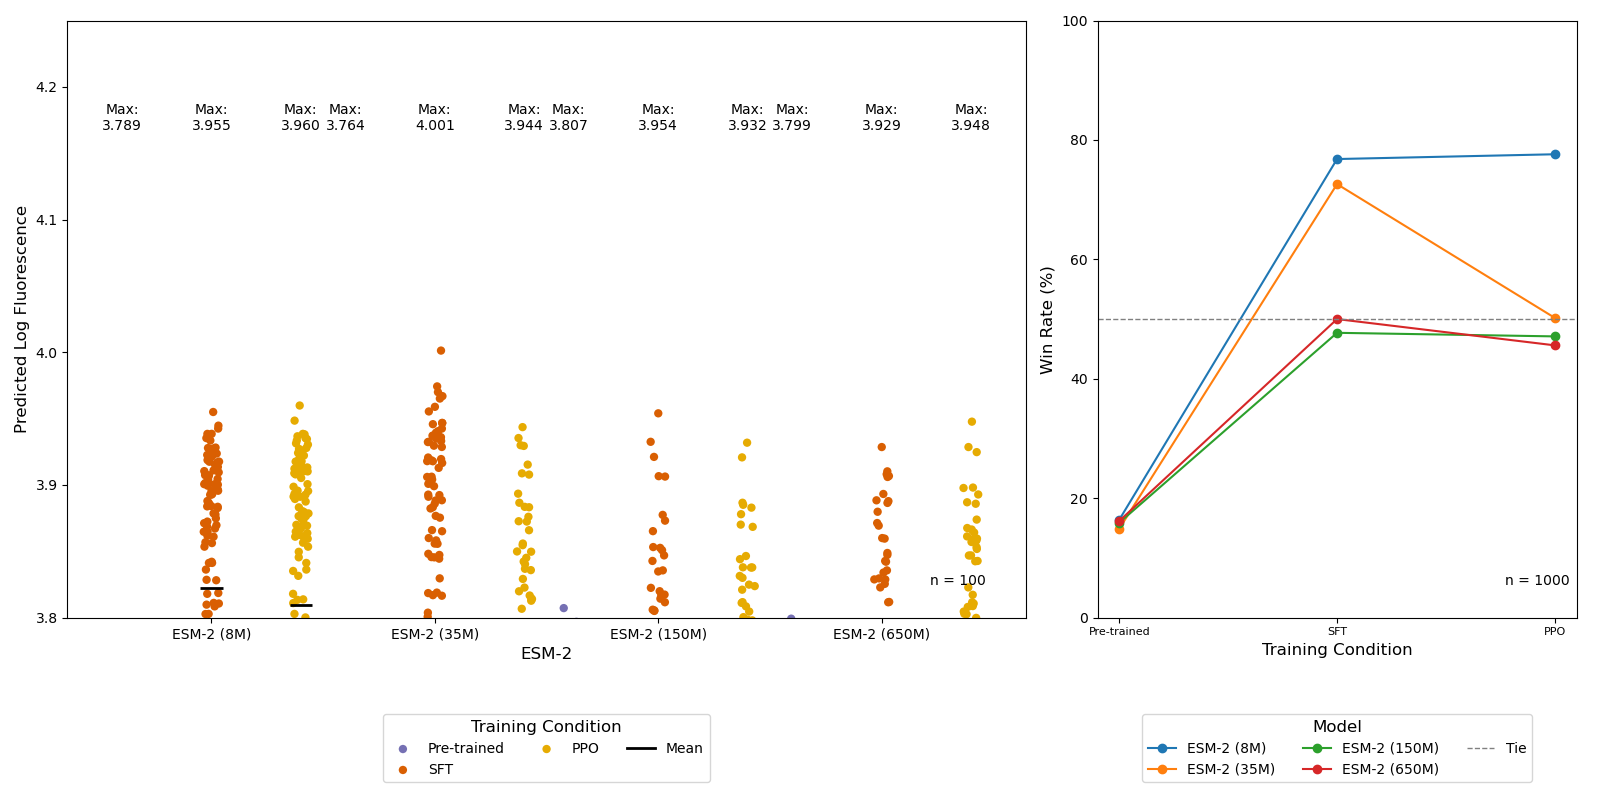 Predicted Log Fluorescence
4.2
4.1
4.0
3.9
3.8
Max:
3.789
Max:
3.955
Max:
3.960
Max:
3.764
Max:
4.001
Max:
3.944
Max:
3.807
Max:
3.954
Max:
3.932
Max:
3.799
Max:
3.929
Max:
3.948
n = 100
ESM-2 (8M)
ESM-2 (35M)
ESM-2 (150M)
ESM-2 (650M)
ESM-2
Training Condition
Pre-trained
SFT
PPO
Mean
Win Rate (%)
100
80
60
40
20
0
n = 1000
Pre-trained
SFT
PPO
Training Condition
Model
ESM-2 (8M)
ESM-2 (35M)
ESM-2 (150M)
ESM-2 (650M)
Tie